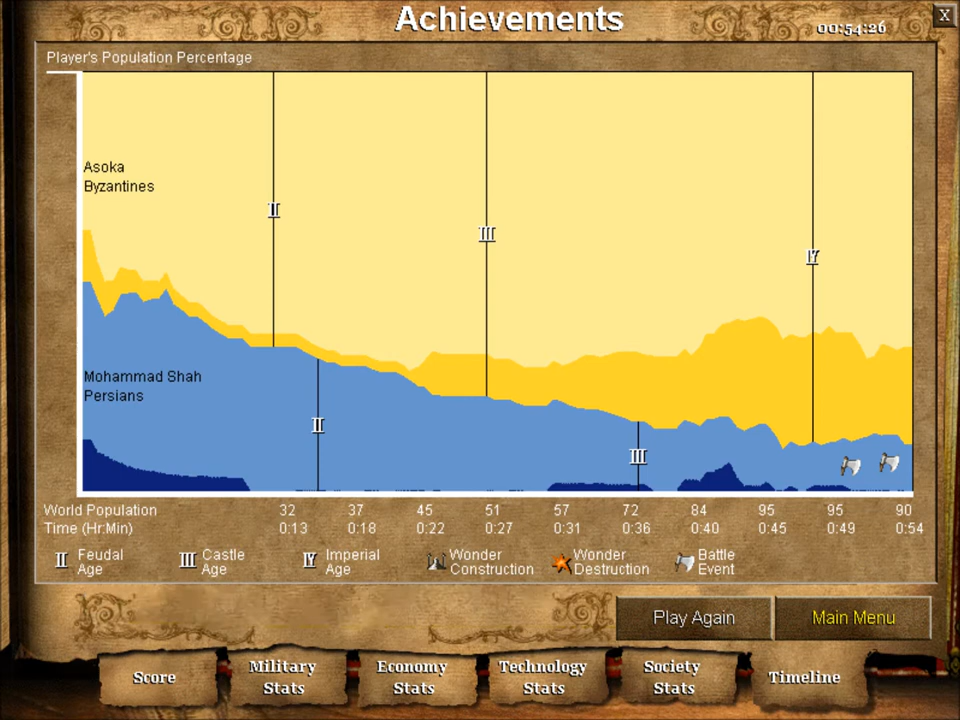 Achievements
00:54:26
X
Player's Population Percentage
Asoka
Byzantines
II
III
IV
Mohammad Shah
Persians
II
III
World Population 32 37 45 51 57 72 84 95 95 90
Time (Hr:Min) 0:13 0:18 0:22 0:27 0:31 0:36 0:40 0:45 0:49 0:54
II Feudal Age
III Castle Age
IV Imperial Age
Wonder Construction
Wonder Destruction
Battle Event
Play Again
Main Menu
Score
Military Stats
Economy Stats
Technology Stats
Society Stats
Timeline